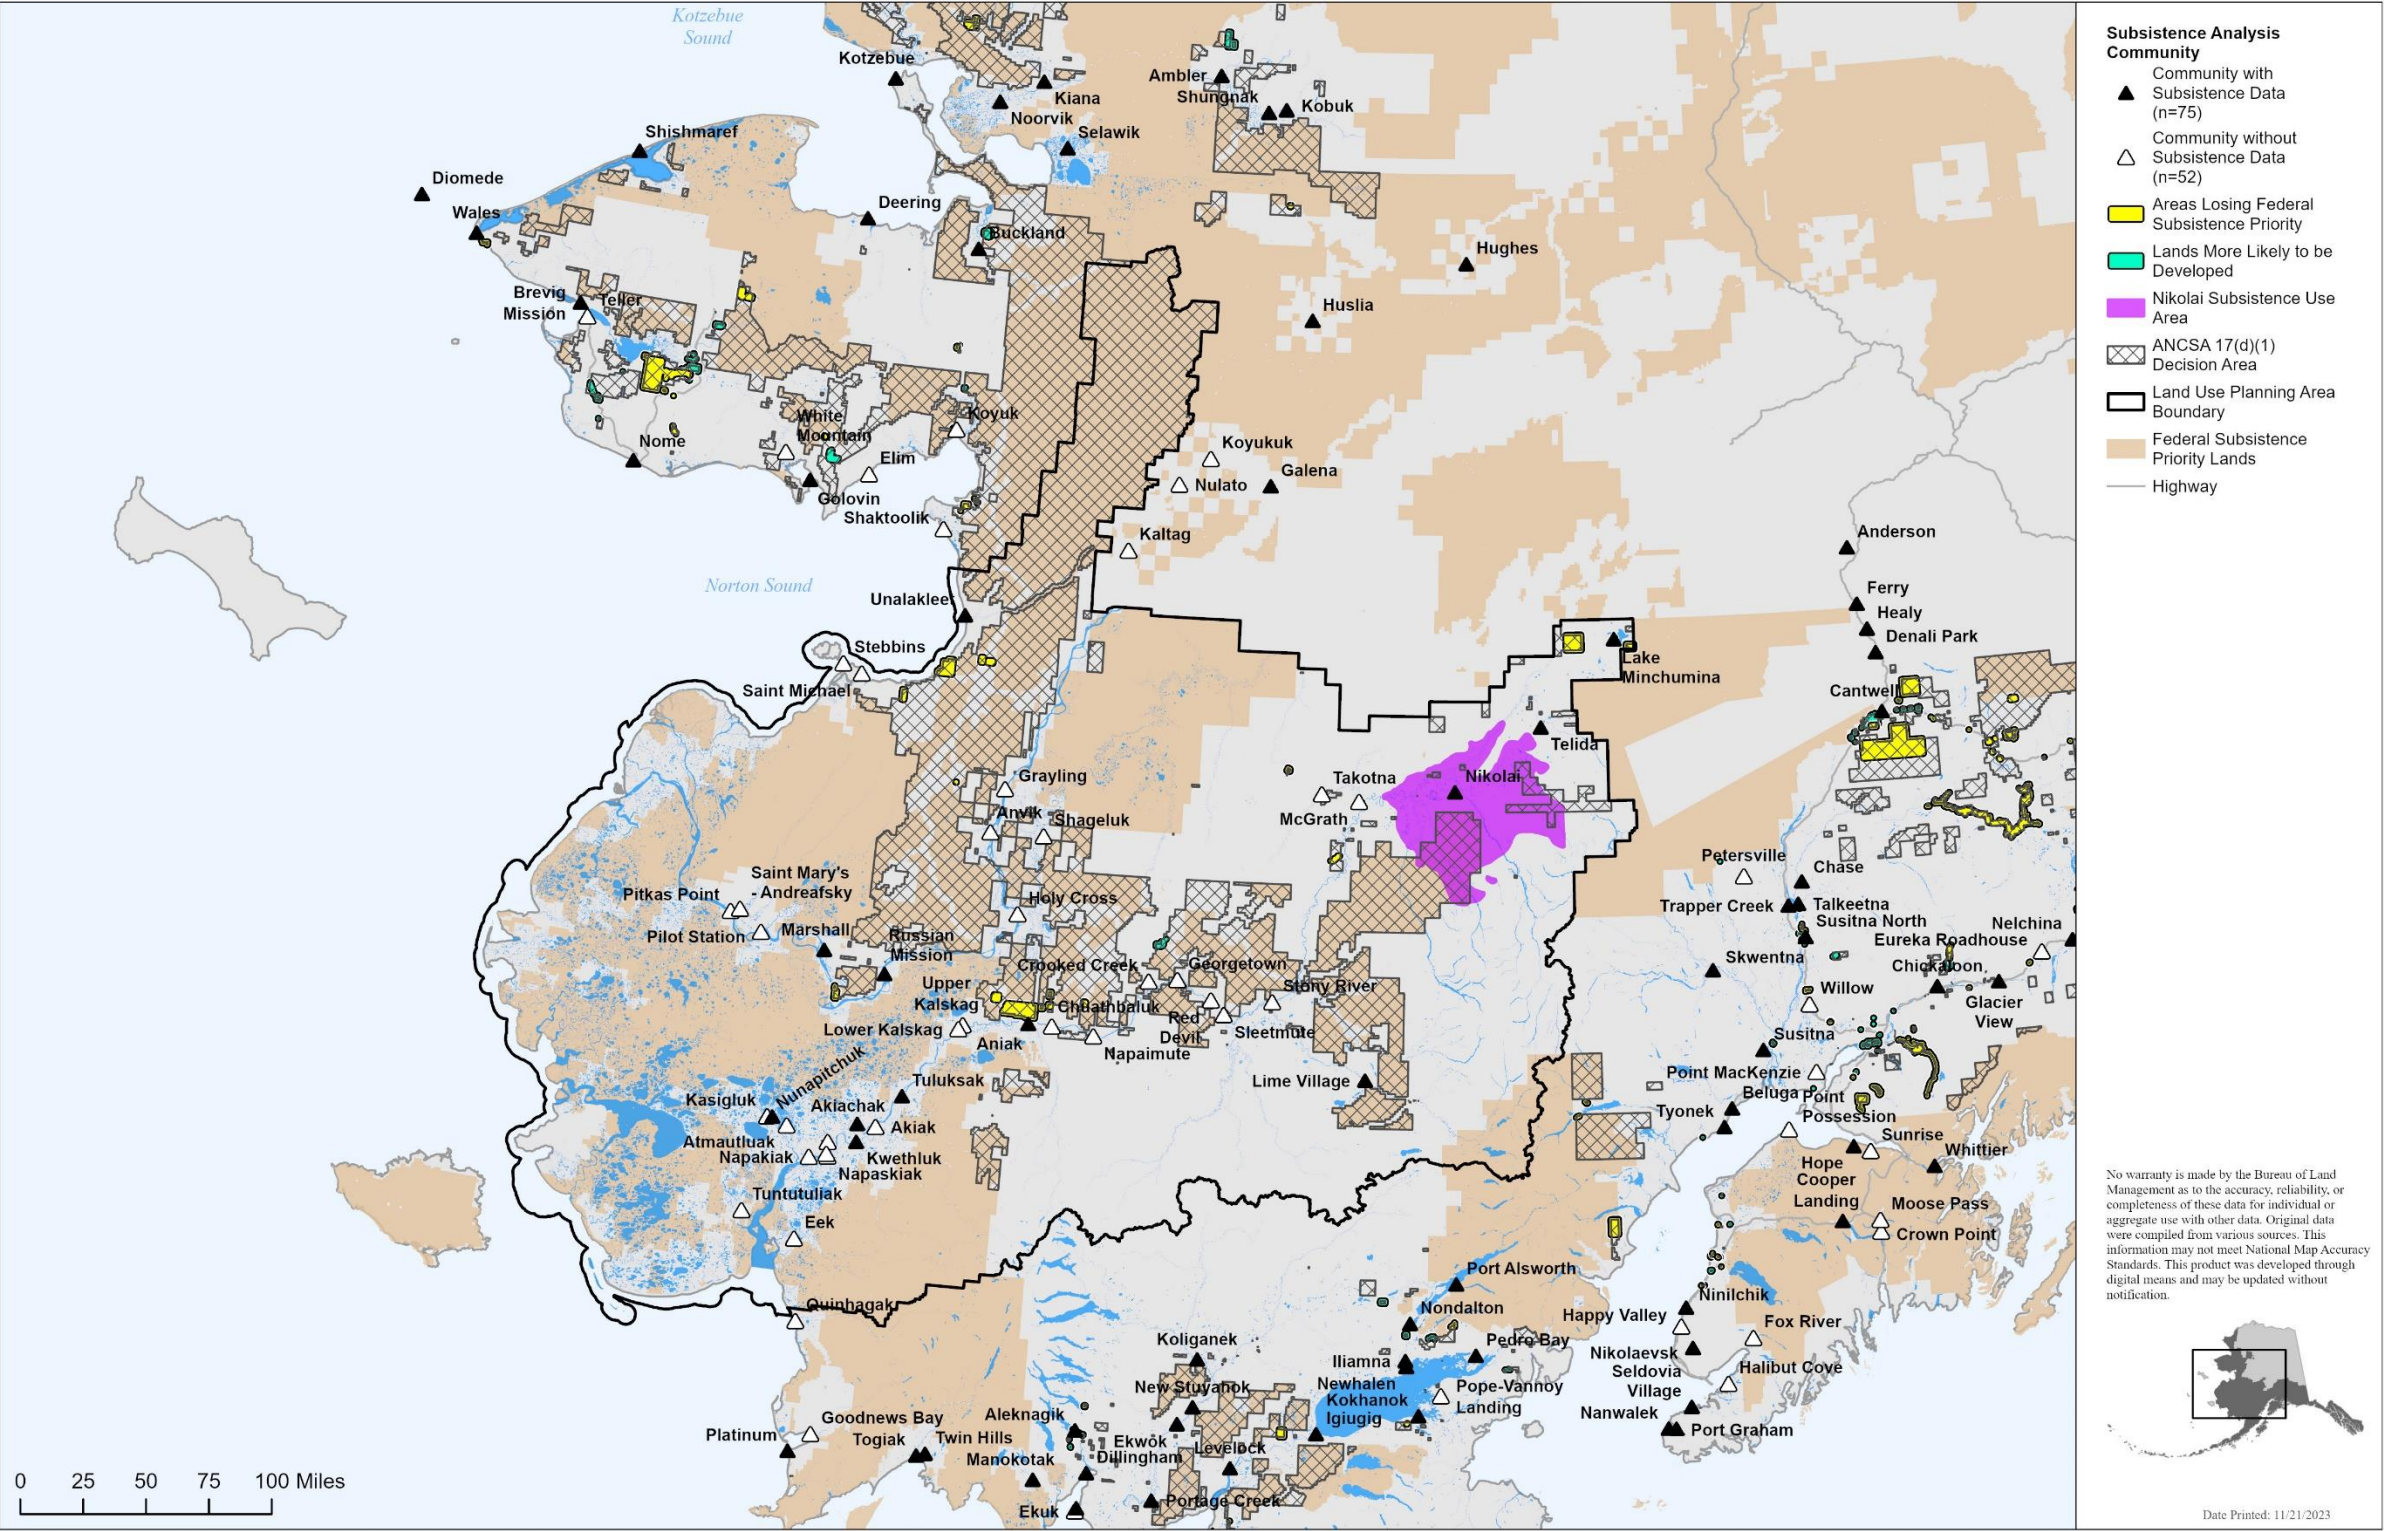 Kotzebue
Sound
Kotzebue
Kiana
Noorvik
Selawik
Ambler
Shungnak
Kobuk
Shishmaref
Diomede
Wales
Deering
Buckland
Hughes
Huslia
Brevig
Mission
Teller
White
Mountain
Koyuk
Nome
Elim
Golovin
Shaktoolik
Koyukuk
Galena
Nulato
Kaltag
Norton Sound
Unalakleet
Stebbins
Saint Michael
Anderson
Ferry
Healy
Denali Park
Lake
Minchumina
Cantwell
Telida
Nikolai
Takotna
McGrath
Grayling
Anvik
Shageluk
Holy Cross
Saint Mary's
- Andreafsky
Pitkas Point
Pilot Station
Marshall
Russian
Mission
Petersville
Chase
Trapper Creek
Talkeetna
Susitna North
Nelchina
Eureka Roadhouse
Chickaloon
Skwentna
Willow
Glacier
View
Upper
Kalskag
Lower Kalskag
Crooked Creek
Georgetown
Stony River
Chuathbaluk
Red
Devil
Sleetmute
Aniak
Napaimute
Susitna
Point MacKenzie
Beluga
Point
Possession
Tyonek
Lime Village
Tuluksak
Nunapitchuk
Kasigluk
Akiachak
Akiak
Atmautluak
Napakiak
Kwethluk
Napaskiak
Tuntutuliak
Eek
Sunrise
Whittier
Hope
Cooper
Landing
Moose Pass
Crown Point
Quinhagak
Port Alsworth
Nondalton
Ninilchik
Happy Valley
Fox River
Pedro Bay
Iliamna
Nikolaevsk
Seldovia
Village
Halibut Cove
Koliganek
New Stuyahok
Newhalen
Kokhanok
Igiugig
Pope-Vannoy
Landing
Nanwalek
Port Graham
Goodnews Bay
Platinum
Togiak
Twin Hills
Aleknagik
Manokotak
Ekwok
Dillingham
Levelock
Portage Creek
Ekuk
0 25 50 75 100 Miles
Subsistence Analysis
Community
Community with
Subsistence Data
(n=75)
Community without
Subsistence Data
(n=52)
Areas Losing Federal
Subsistence Priority
Lands More Likely to be
Developed
Nikolai Subsistence Use
Area
ANCSA 17(d)(1)
Decision Area
Land Use Planning Area
Boundary
Federal Subsistence
Priority Lands
Highway
No warranty is made by the Bureau of Land
Management as to the accuracy, reliability, or
completeness of these data for individual or
aggregate use with other data. Original data
were compiled from various sources. This
information may not meet National Map Accuracy
Standards. This product was developed through
digital means and may be updated without
notification.
Date Printed: 11/21/2023